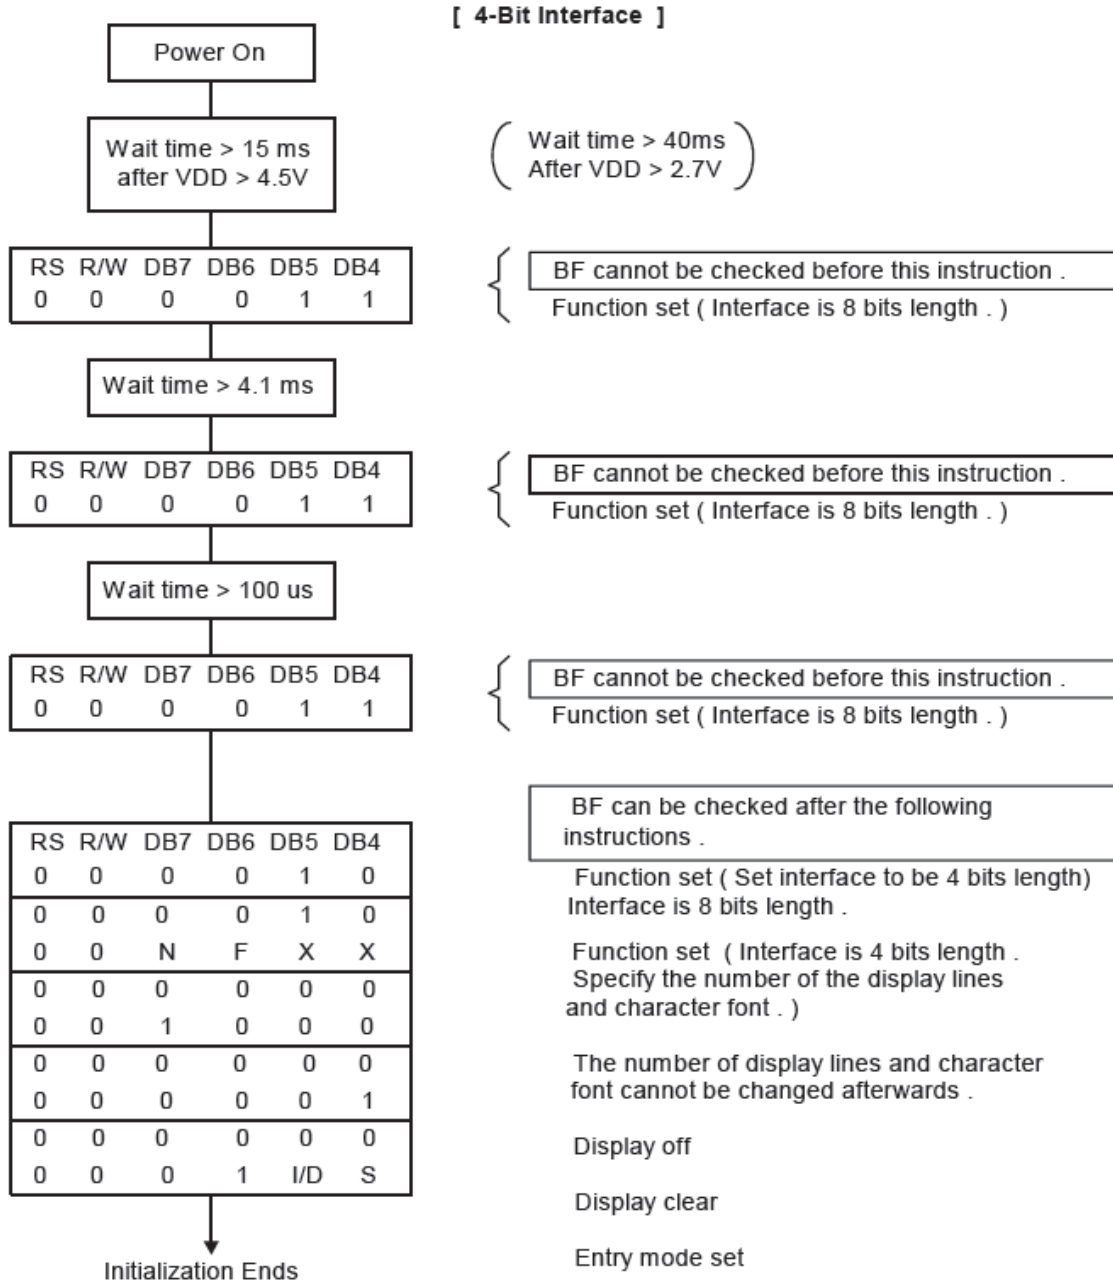 [ 4-Bit Interface ]
Power On
Wait time > 15 ms
after VDD > 4.5V
Wait time > 40ms
After VDD > 2.7V
RS R/W DB7 DB6 DB5 DB4
0 0 0 0 1 1
BF cannot be checked before this instruction .
Function set ( Interface is 8 bits length . )
Wait time > 4.1 ms
RS R/W DB7 DB6 DB5 DB4
0 0 0 0 1 1
BF cannot be checked before this instruction .
Function set ( Interface is 8 bits length . )
Wait time > 100 us
RS R/W DB7 DB6 DB5 DB4
0 0 0 0 1 1
BF cannot be checked before this instruction .
Function set ( Interface is 8 bits length . )
RS R/W DB7 DB6 DB5 DB4
0 0 0 0 1 0
0 0 0 0 1 0
0 0 N F X X
0 0 0 0 0 0
0 0 1 0 0 0
0 0 0 0 0 0
0 0 0 0 0 1
0 0 0 0 0 0
0 0 0 1 I/D S
BF can be checked after the following
instructions .
Function set ( Set interface to be 4 bits length)
Interface is 8 bits length .
Function set ( Interface is 4 bits length .
Specify the number of the display lines
and character font . )
The number of display lines and character
font cannot be changed afterwards .
Display off
Display clear
Entry mode set
Initialization Ends